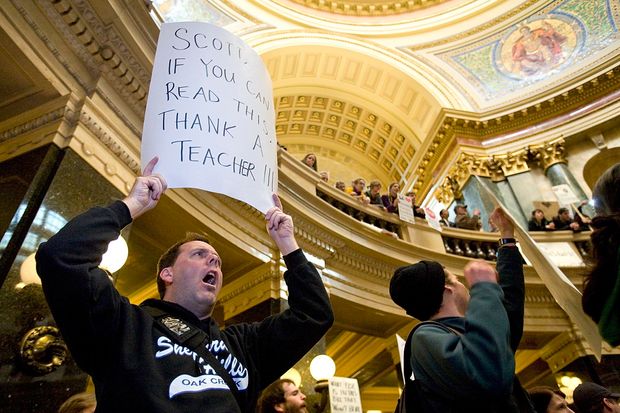 SCOTT,
IF YOU CAN
READ THIS,
THANK A
TEACHER!!!
OAK CREEK